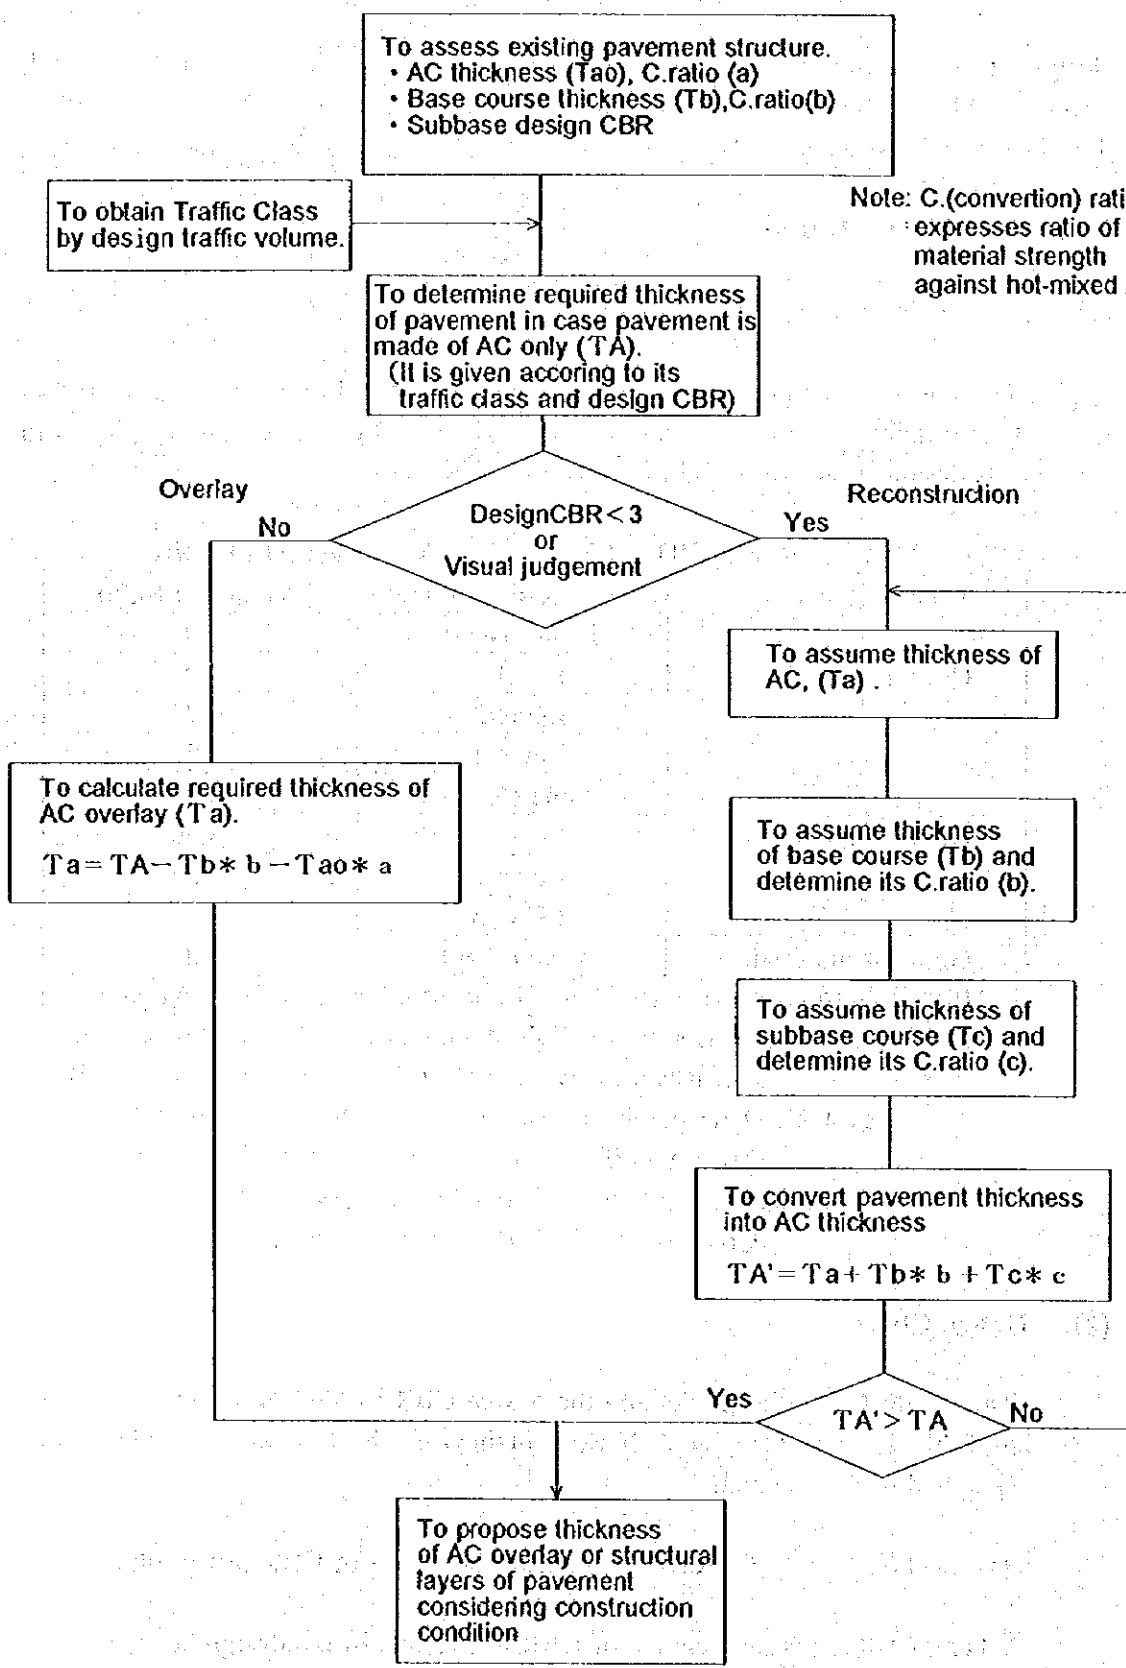 To assess existing pavement structure.
• AC thickness (Tao), C.ratio (a)
• Base course thickness (Tb),C.ratio(b)
• Subbase design CBR
To obtain Traffic Class
by design traffic volume.
Note: C.(convertion) rati
expresses ratio of
material strength
against hot-mixed
To determine required thickness
of pavement in case pavement is
made of AC only (TA).
(It is given accoring to its
traffic class and design CBR)
Overlay
No
DesignCBR<3
or
Visual judgement
Reconstruction
Yes
To assume thickness of
AC, (Ta) .
To calculate required thickness of
AC overlay (Ta).
Ta=TA-Tb* b-Tao* a
To assume thickness
of base course (Tb) and
determine its C.ratio (b).
To assume thickness of
subbase course (Tc) and
determine its C.ratio (c).
To convert pavement thickness
into AC thickness
TA'=Ta+Tb* b+Tc* c
Yes
TA'>TA
No
To propose thickness
of AC overlay or structural
layers of pavement
considering construction
condition